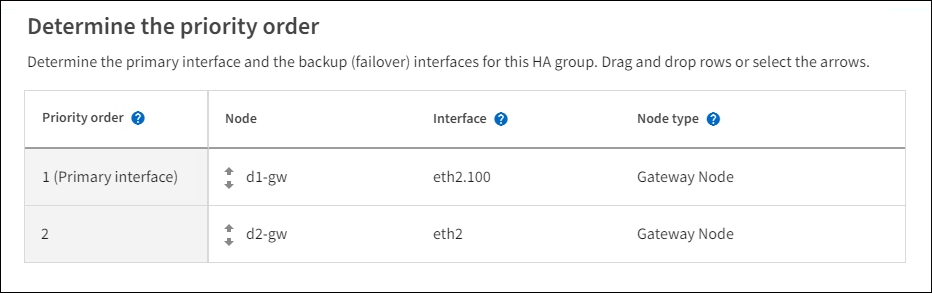 Determine the priority order
Determine the primary interface and the backup (failover) interfaces for this HA group. Drag and drop rows or select the arrows.
Priority order ? Node Interface ? Node type ?
1 (Primary interface) d1-gw eth2.100 Gateway Node
2 d2-gw eth2 Gateway Node